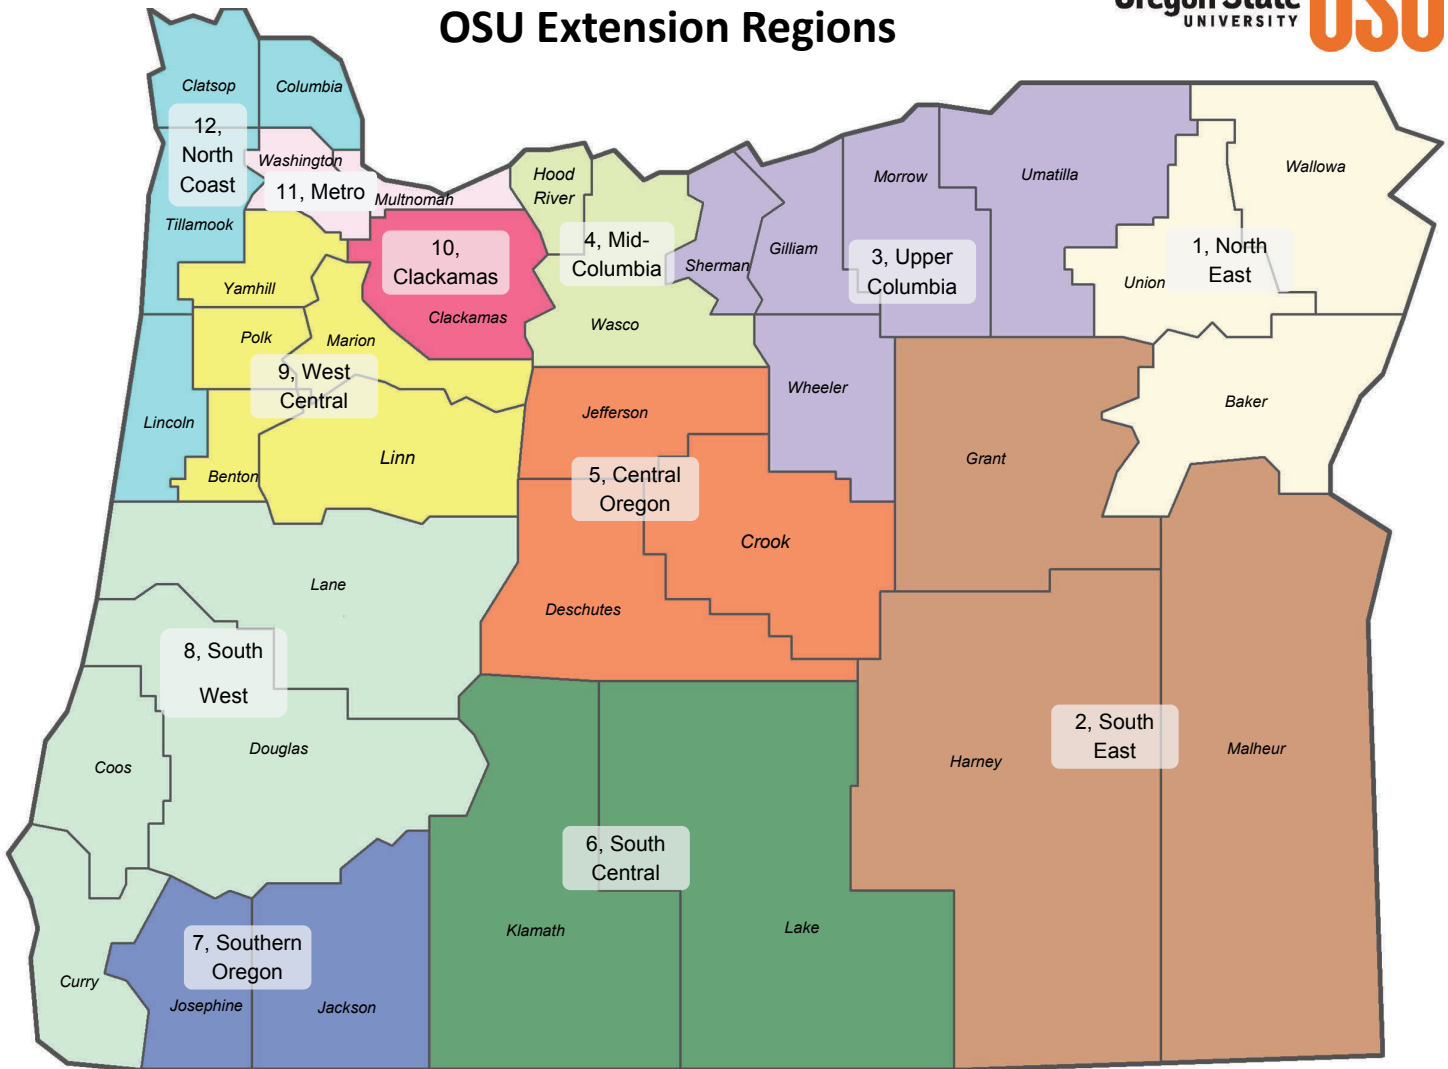 OSU Extension Regions
Oregon State
UNIVERSITY
OSU
Clatsop
Columbia
12,
North
Coast
Washington
11, Metro
Multnomah
Tillamook
Hood
River
4, Mid-
Columbia
Sherman
Gilliam
Morrow
3, Upper
Columbia
Umatilla
Wallowa
1, North
East
Union
10,
Clackamas
Clackamas
Yamhill
Polk
Marion
Wasco
9, West
Central
Wheeler
Baker
Lincoln
Jefferson
Benton
Linn
Grant
5, Central
Oregon
Crook
Lane
Deschutes
8, South
West
Douglas
Coos
2, South
East
Harney
Malheur
6, South
Central
Klamath
Lake
7, Southern
Oregon
Curry
Josephine
Jackson